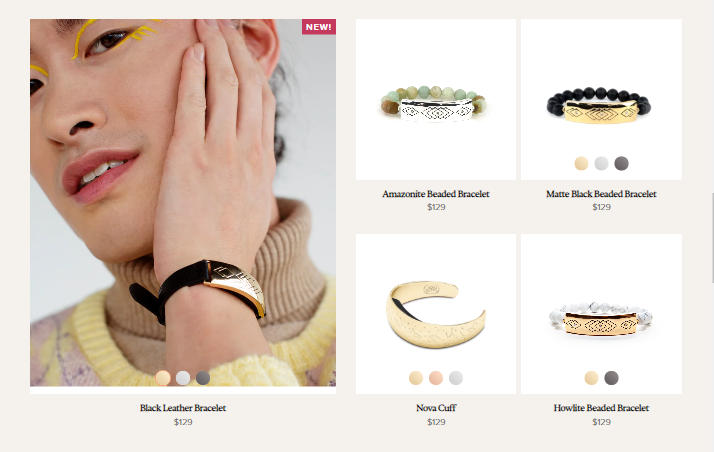 NEW!
Black Leather Bracelet
$129
Amazonite Beaded Bracelet
$129
Matte Black Beaded Bracelet
$129
Nova Cuff
$129
Howlite Beaded Bracelet
$129